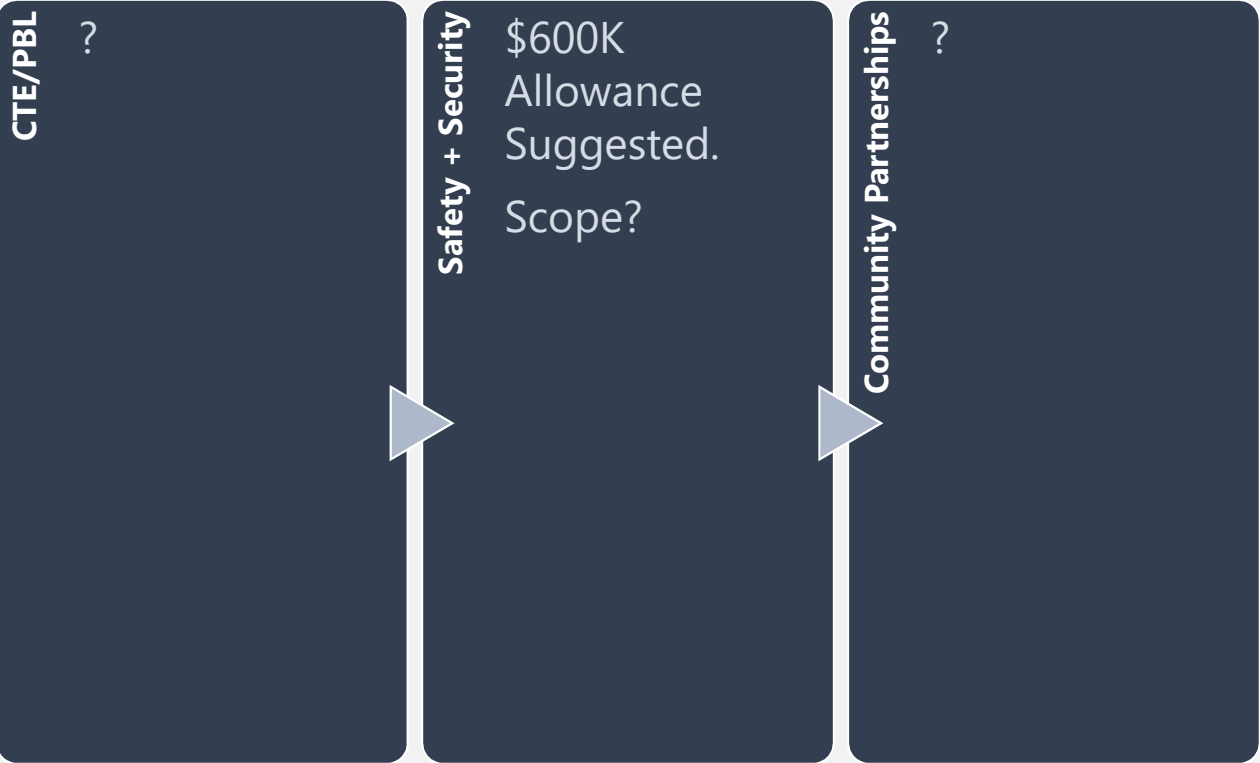 CTE/PBL
?
Safety + Security
$600K
Allowance
Suggested.
Scope?
Community Partnerships
?